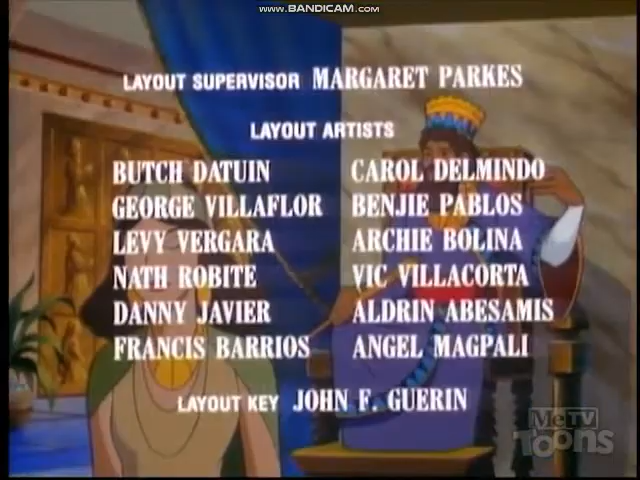 WWW.BANDICAM.COM
LAYOUT SUPERVISOR MARGARET PARKES
LAYOUT ARTISTS
BUTCH DATUIN CAROL DELMINDO
GEORGE VILLAFLOR BENJIE PABLOS
LEVY VERGARA ARCHIE BOLINA
NATH ROBITE VIC VILLACORTA
DANNY JAVIER ALDRIN ABESAMIS
FRANCIS BARRIOS ANGEL MAGPALI
LAYOUT KEY JOHN F. GUERIN
MeTV
Toons